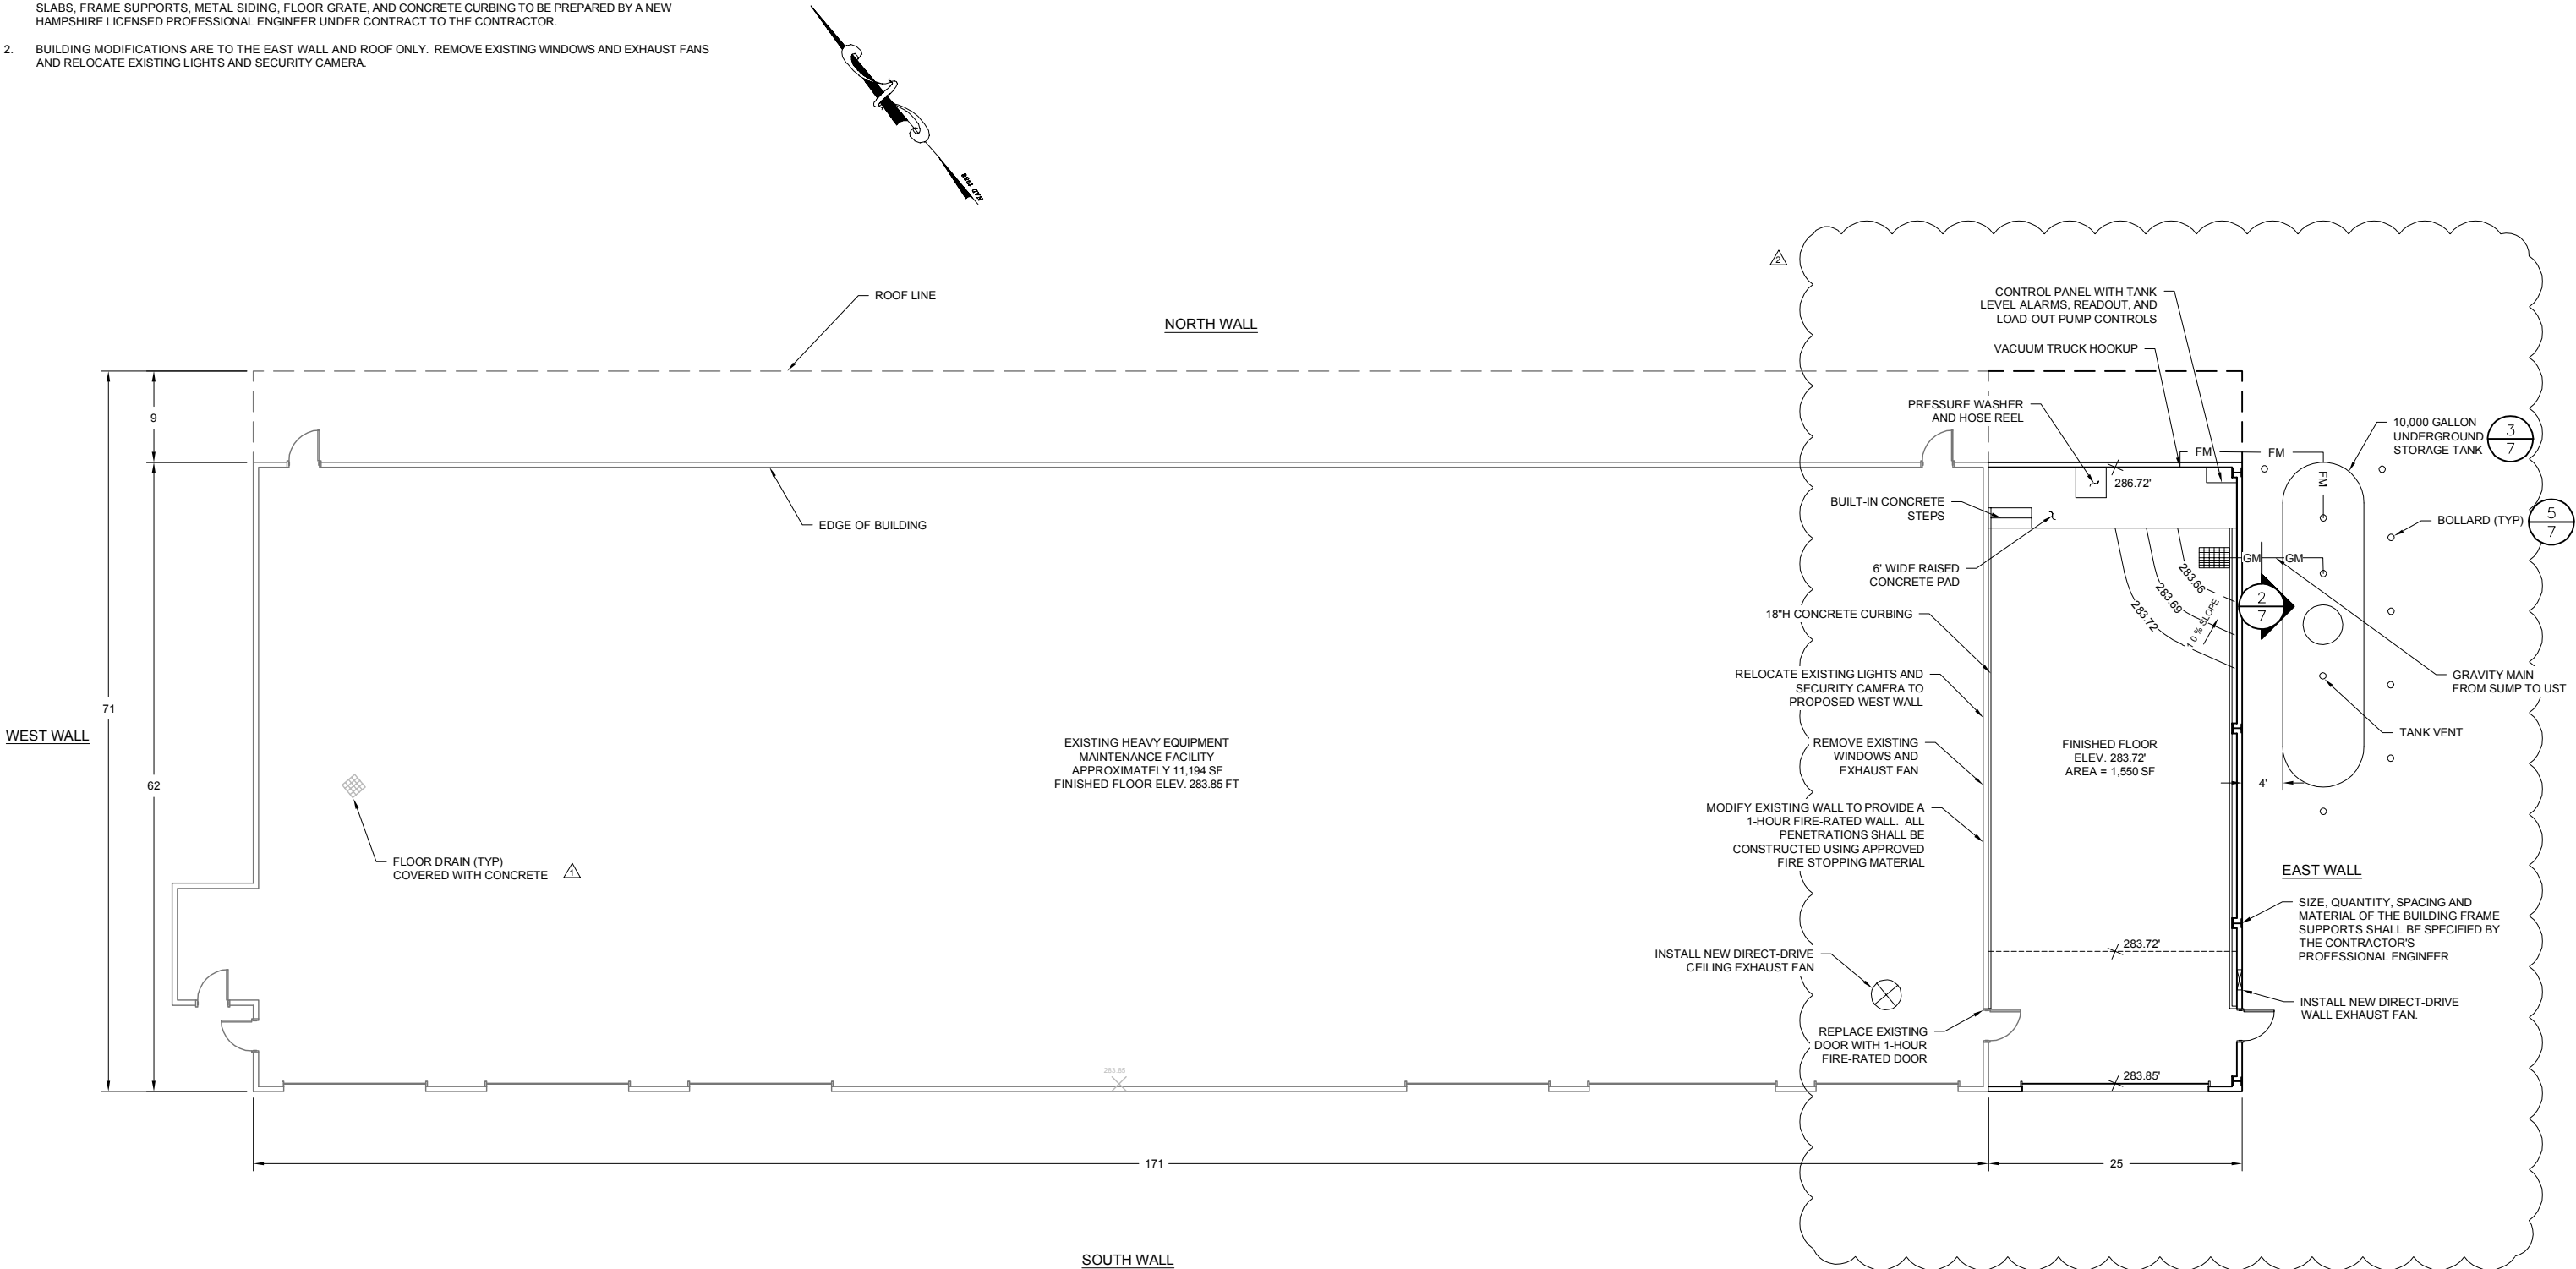 SLABS, FRAME SUPPORTS, METAL SIDING, FLOOR GRATE, AND CONCRETE CURBING TO BE PREPARED BY A NEW
HAMPSHIRE LICENSED PROFESSIONAL ENGINEER UNDER CONTRACT TO THE CONTRACTOR.
2. BUILDING MODIFICATIONS ARE TO THE EAST WALL AND ROOF ONLY. REMOVE EXISTING WINDOWS AND EXHAUST FANS
AND RELOCATE EXISTING LIGHTS AND SECURITY CAMERA.
NAD 1983
2
ROOF LINE
NORTH WALL
CONTROL PANEL WITH TANK
LEVEL ALARMS, READOUT, AND
LOAD-OUT PUMP CONTROLS
VACUUM TRUCK HOOKUP
PRESSURE WASHER
AND HOSE REEL
10,000 GALLON
UNDERGROUND
STORAGE TANK
3
7
9
FM
FM
FM
286.72'
BUILT-IN CONCRETE
STEPS
EDGE OF BUILDING
BOLLARD (TYP)
5
7
6' WIDE RAISED
CONCRETE PAD
GM
GM
283.66
283.69
283.72
1.0 % SLOPE
2
7
18"H CONCRETE CURBING
RELOCATE EXISTING LIGHTS AND
SECURITY CAMERA TO
PROPOSED WEST WALL
GRAVITY MAIN
FROM SUMP TO UST
71
WEST WALL
62
EXISTING HEAVY EQUIPMENT
MAINTENANCE FACILITY
APPROXIMATELY 11,194 SF
FINISHED FLOOR ELEV. 283.85 FT
REMOVE EXISTING
WINDOWS AND
EXHAUST FAN
FINISHED FLOOR
ELEV. 283.72'
AREA = 1,550 SF
TANK VENT
4'
MODIFY EXISTING WALL TO PROVIDE A
1-HOUR FIRE-RATED WALL. ALL
PENETRATIONS SHALL BE
CONSTRUCTED USING APPROVED
FIRE STOPPING MATERIAL
FLOOR DRAIN (TYP)
COVERED WITH CONCRETE
1
EAST WALL
SIZE, QUANTITY, SPACING AND
MATERIAL OF THE BUILDING FRAME
SUPPORTS SHALL BE SPECIFIED BY
THE CONTRACTOR'S
PROFESSIONAL ENGINEER
INSTALL NEW DIRECT-DRIVE
CEILING EXHAUST FAN
283.72'
INSTALL NEW DIRECT-DRIVE
WALL EXHAUST FAN.
REPLACE EXISTING
DOOR WITH 1-HOUR
FIRE-RATED DOOR
283.85
283.85'
171
25
SOUTH WALL